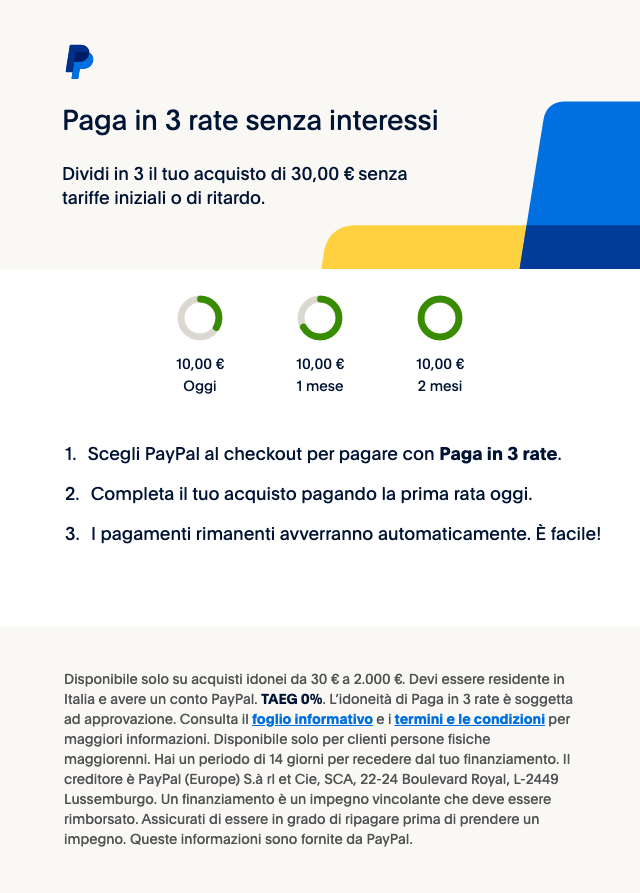 Paga in 3 rate senza interessi
Dividi in 3 il tuo acquisto di 30,00 € senza
tariffe iniziali o di ritardo.
10,00 € 10,00 € 10,00 €
Oggi 1 mese 2 mesi
1. Scegli PayPal al checkout per pagare con Paga in 3 rate.
2. Completa il tuo acquisto pagando la prima rata oggi.
3. I pagamenti rimanenti avverranno automaticamente. È facile!
Disponibile solo su acquisti idonei da 30 € a 2.000 €. Devi essere residente in
Italia e avere un conto PayPal. TAEG 0%. L’idoneità di Paga in 3 rate è soggetta
ad approvazione. Consulta il foglio informativo e i termini e le condizioni per
maggiori informazioni. Disponibile solo per clienti persone fisiche
maggiorenni. Hai un periodo di 14 giorni per recedere dal tuo finanziamento. Il
creditore è PayPal (Europe) S.à rl et Cie, SCA, 22-24 Boulevard Royal, L-2449
Lussemburgo. Un finanziamento è un impegno vincolante che deve essere
rimborsato. Assicurati di essere in grado di ripagare prima di prendere un
impegno. Queste informazioni sono fornite da PayPal.